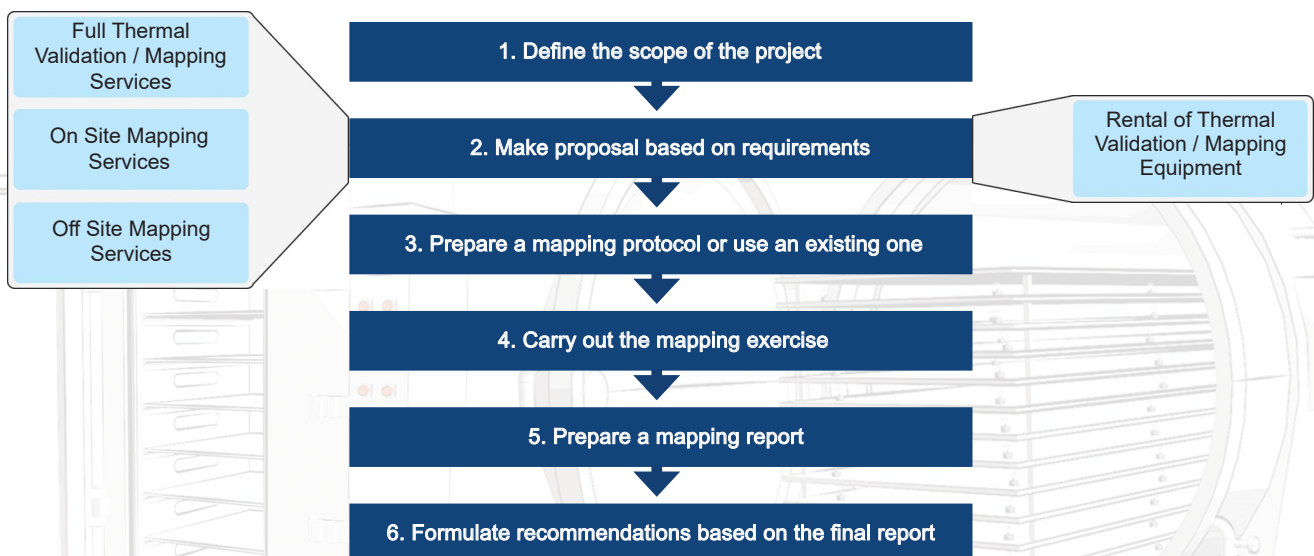 Full Thermal
Validation / Mapping
Services
On Site Mapping
Services
Off Site Mapping
Services
1. Define the scope of the project
2. Make proposal based on requirements
3. Prepare a mapping protocol or use an existing one
4. Carry out the mapping exercise
5. Prepare a mapping report
6. Formulate recommendations based on the final report
Rental of Thermal
Validation / Mapping
Equipment